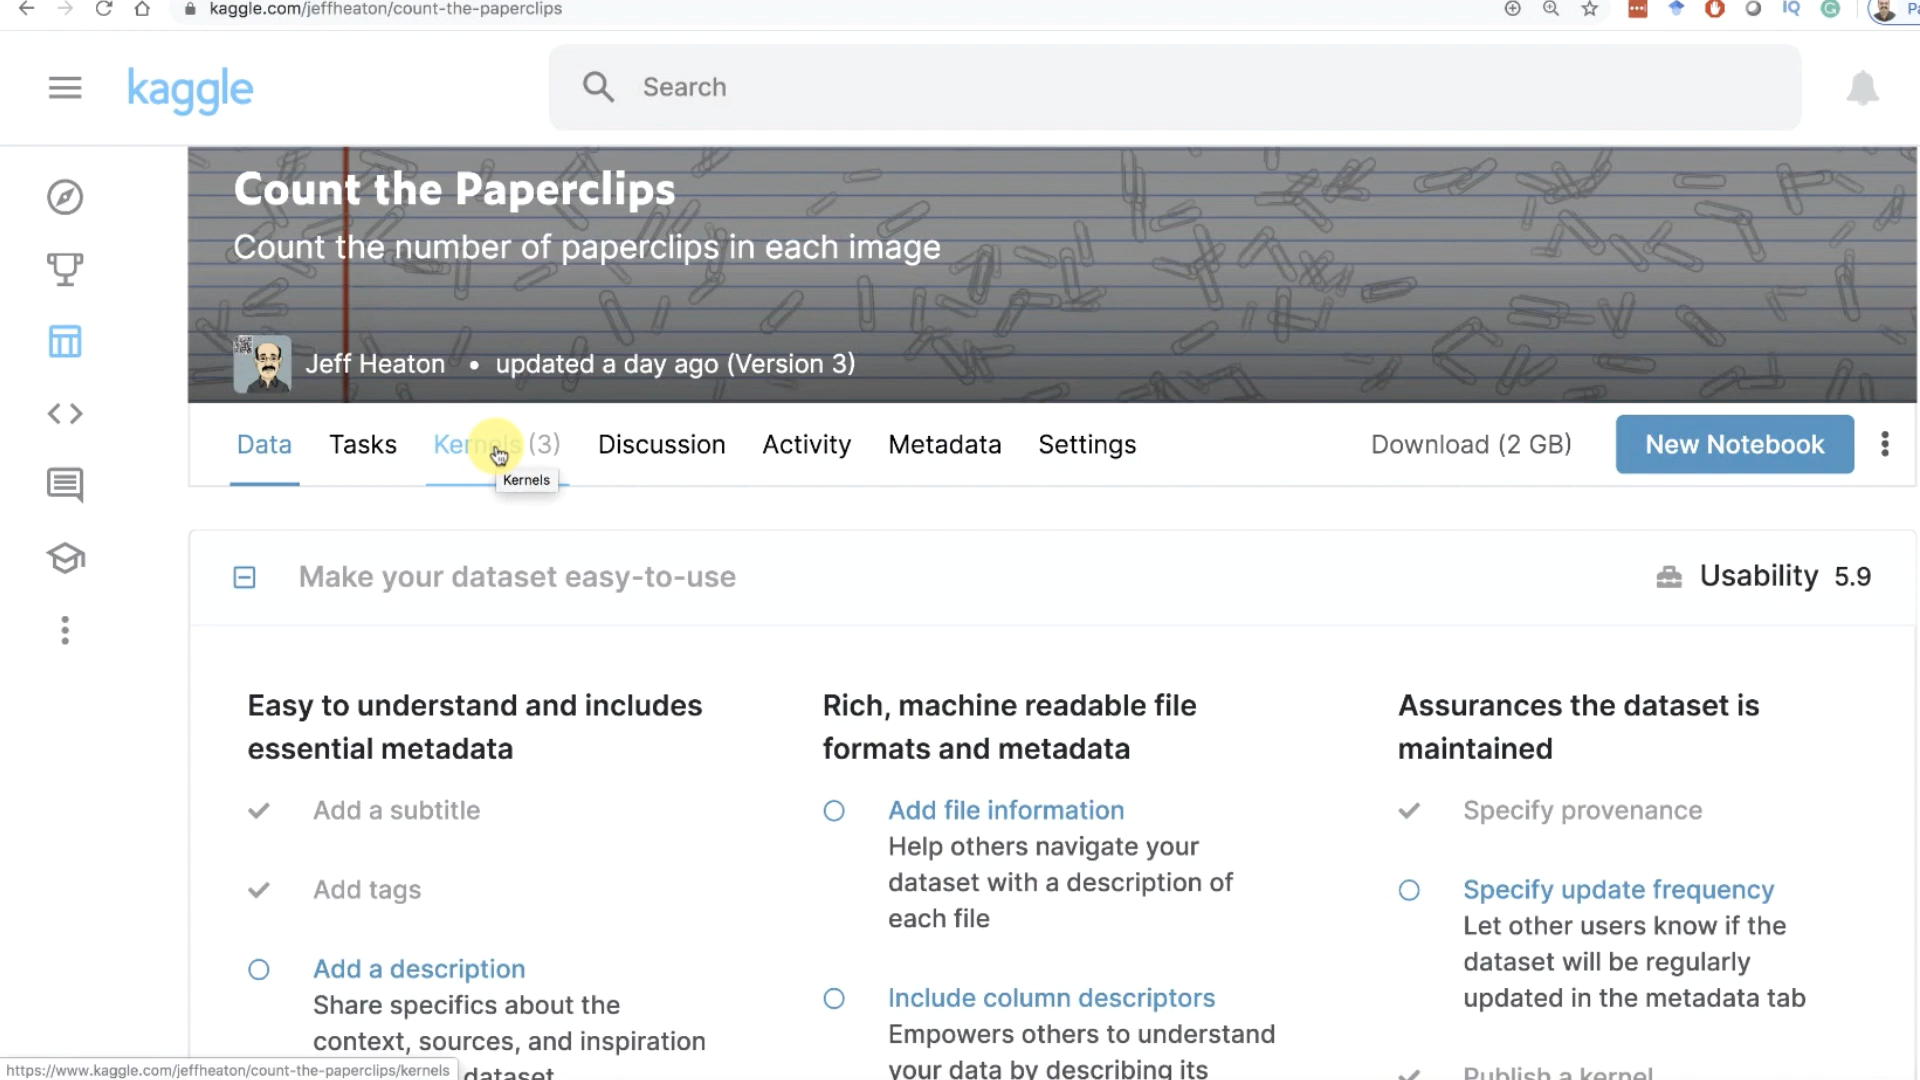 kaggle.com/jeffheaton/count-the-paperclips
IQ
kaggle
Search
Count the Paperclips
Count the number of paperclips in each image
Jeff Heaton • updated a day ago (Version 3)
Data Tasks Kernels (3) Discussion Activity Metadata Settings Download (2 GB) New Notebook
Kernels
Make your dataset easy-to-use Usability 5.9
Easy to understand and includes
essential metadata
Add a subtitle
Add tags
Add a description
Share specifics about the
context, sources, and inspiration
dataset
Rich, machine readable file
formats and metadata
Add file information
Help others navigate your
dataset with a description of
each file
Include column descriptors
Empowers others to understand
your data by describing its
Assurances the dataset is
maintained
Specify provenance
Specify update frequency
Let other users know if the
dataset will be regularly
updated in the metadata tab
Publish a kernel
https://www.kaggle.com/jeffheaton/count-the-paperclips/kernels